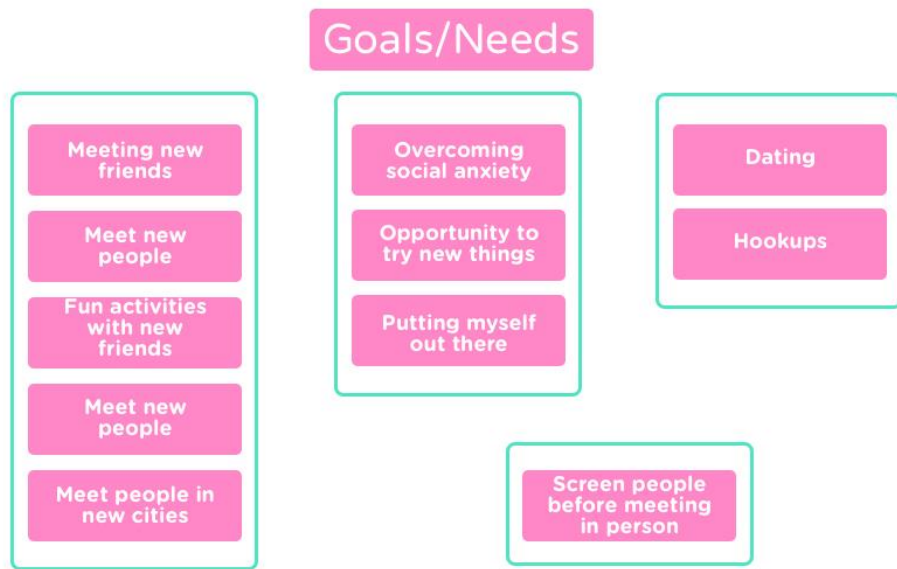 Goals/Needs
Meeting new
friends
Meet new
people
Fun activities
with new
friends
Meet new
people
Meet people in
new cities
Overcoming
social anxiety
Opportunity to
try new things
Putting myself
out there
Dating
Hookups
Screen people
before meeting
in person